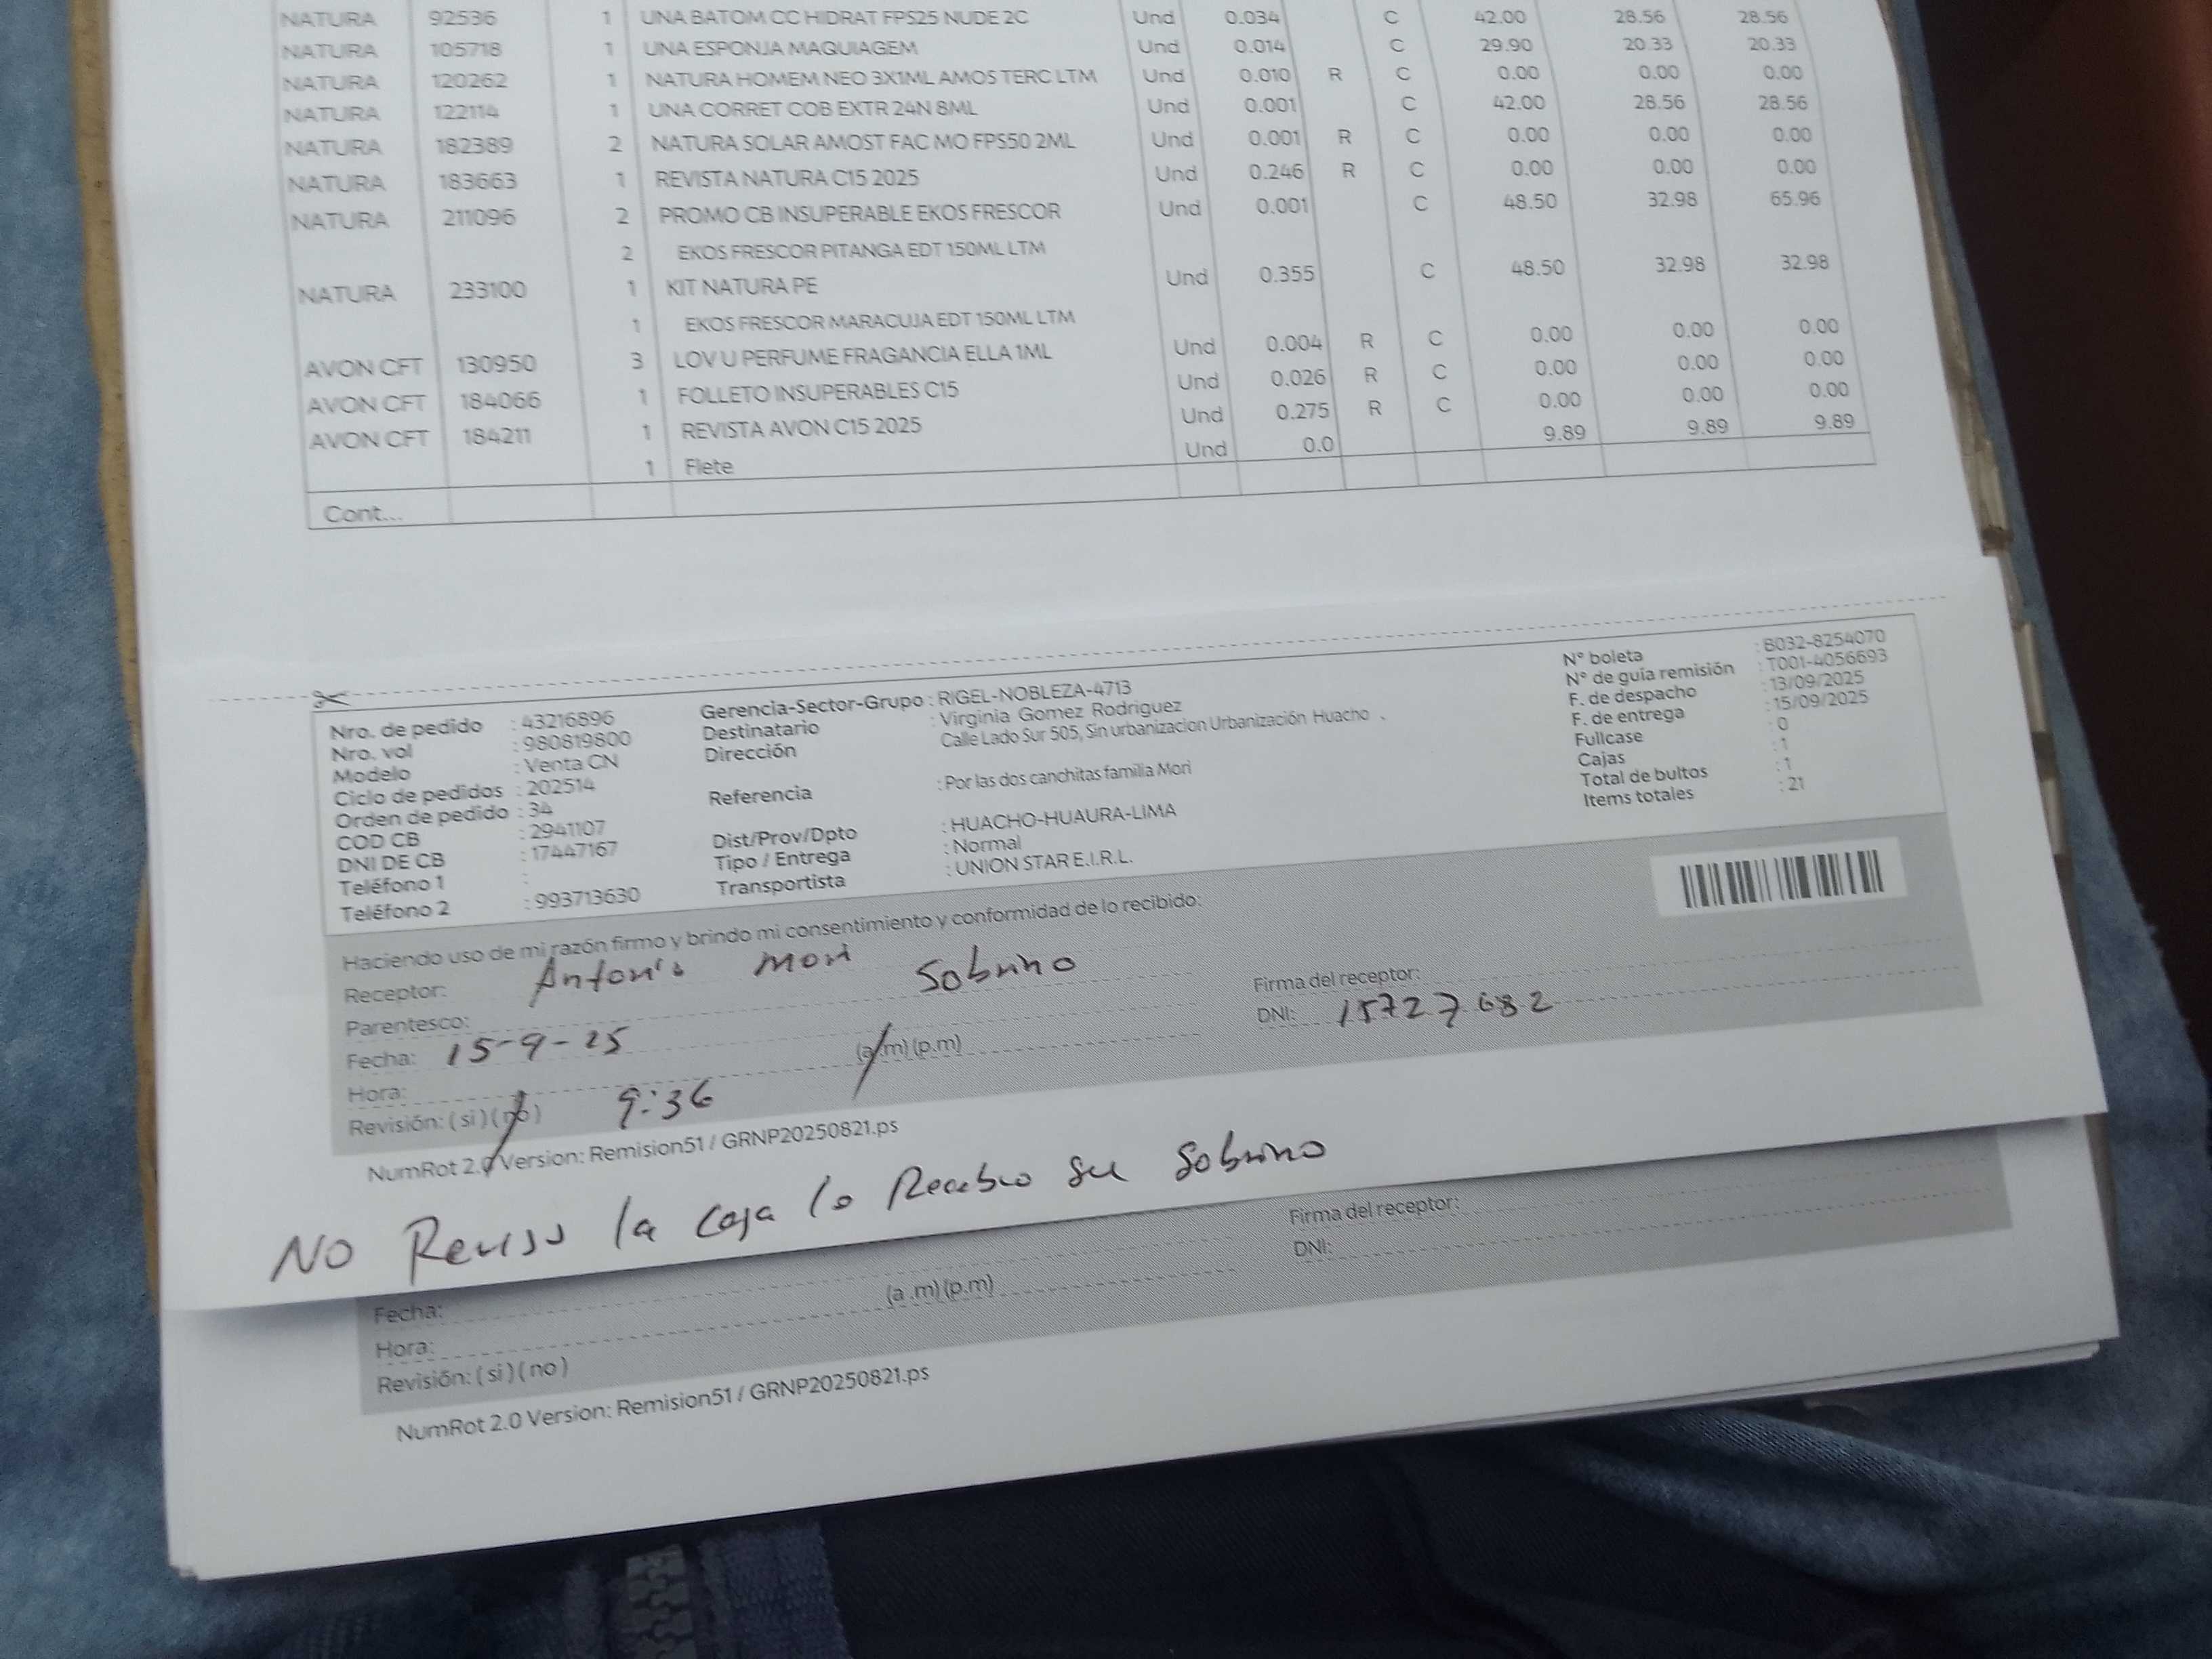 NATURA 92536 1 UNA BATOM CC HIDRAT FPS25 NUDE 2C Und 0.034 C 42.00 28.56 28.56
NATURA 105718 1 UNA ESPONJA MAQUIAGEM Und 0.014 C 29.90 20.33 20.33
NATURA 120262 1 NATURA HOMEM NEO 3X1ML AMOS TERC LTM Und 0.010 R C 0.00 0.00 0.00
NATURA 122114 1 UNA CORRET COB EXTR 24N 8ML Und 0.001 C 42.00 28.56 28.56
NATURA 182389 2 NATURA SOLAR AMOST FAC MO FPS50 2ML Und 0.001 R C 0.00 0.00 0.00
NATURA 183663 1 REVISTA NATURA C15 2025 Und 0.246 R C 0.00 0.00 0.00
NATURA 211096 2 PROMO CB INSUPERABLE EKOS FRESCOR Und 0.001 C 48.50 32.98 65.96
2 EKOS FRESCOR PITANGA EDT 150ML LTM
NATURA 233100 1 KIT NATURA PE Und 0.355 C 48.50 32.98 32.98
1 EKOS FRESCOR MARACUJA EDT 150ML LTM
AVON CFT 130950 3 LOV U PERFUME FRAGANCIA ELLA 1ML Und 0.004 R C 0.00 0.00 0.00
AVON CFT 184066 1 FOLLETO INSUPERABLES C15 Und 0.026 R C 0.00 0.00 0.00
AVON CFT 184211 1 REVISTA AVON C15 2025 Und 0.275 R C 0.00 0.00 0.00
1 Flete Und 0.0 9.89 9.89 9.89
Cont...
Nro. de pedido : 43216896
Nro. vol : 980819800
Modelo : Venta CN
Ciclo de pedidos : 202514
Orden de pedido : 34
COD CB : 2941107
DNI DE CB : 17447167
Teléfono 1 :
Teléfono 2 : 993713630
Gerencia-Sector-Grupo : RIGEL-NOBLEZA-4713
Destinatario : Virginia Gomez Rodriguez
Dirección Calle Lado Sur 505, Sin urbanizacion Urbanización Huacho .
Referencia : Por las dos canchitas familia Mori
Dist/Prov/Dpto : HUACHO-HUAURA-LIMA
Tipo / Entrega : Normal
Transportista : UNION STAR E.I.R.L.
N° boleta : B032-8254070
N° de guía remisión : T001-4056693
F. de despacho : 13/09/2025
F. de entrega : 15/09/2025
Fullcase : 0
Cajas : 1
Total de bultos : 1
Items totales : 21
Haciendo uso de mi razón firmo y brindo mi consentimiento y conformidad de lo recibido:
Receptor: Antonio Mori Sobrino
Parentesco:
Firma del receptor:
Fecha: 15-9-25
DNI: 15727682
Hora: 9:36 (a.m) (p.m)
Revisión: ( si ) ( no )
NumRot 2.0 Version: Remision51 / GRNP20250821.ps
NO Reviso la caja lo Recibio su Sobrino
Firma del receptor:
DNI:
Fecha:
Hora: (a .m) (p.m)
Revisión: ( si ) ( no )
NumRot 2.0 Version: Remision51 / GRNP20250821.ps